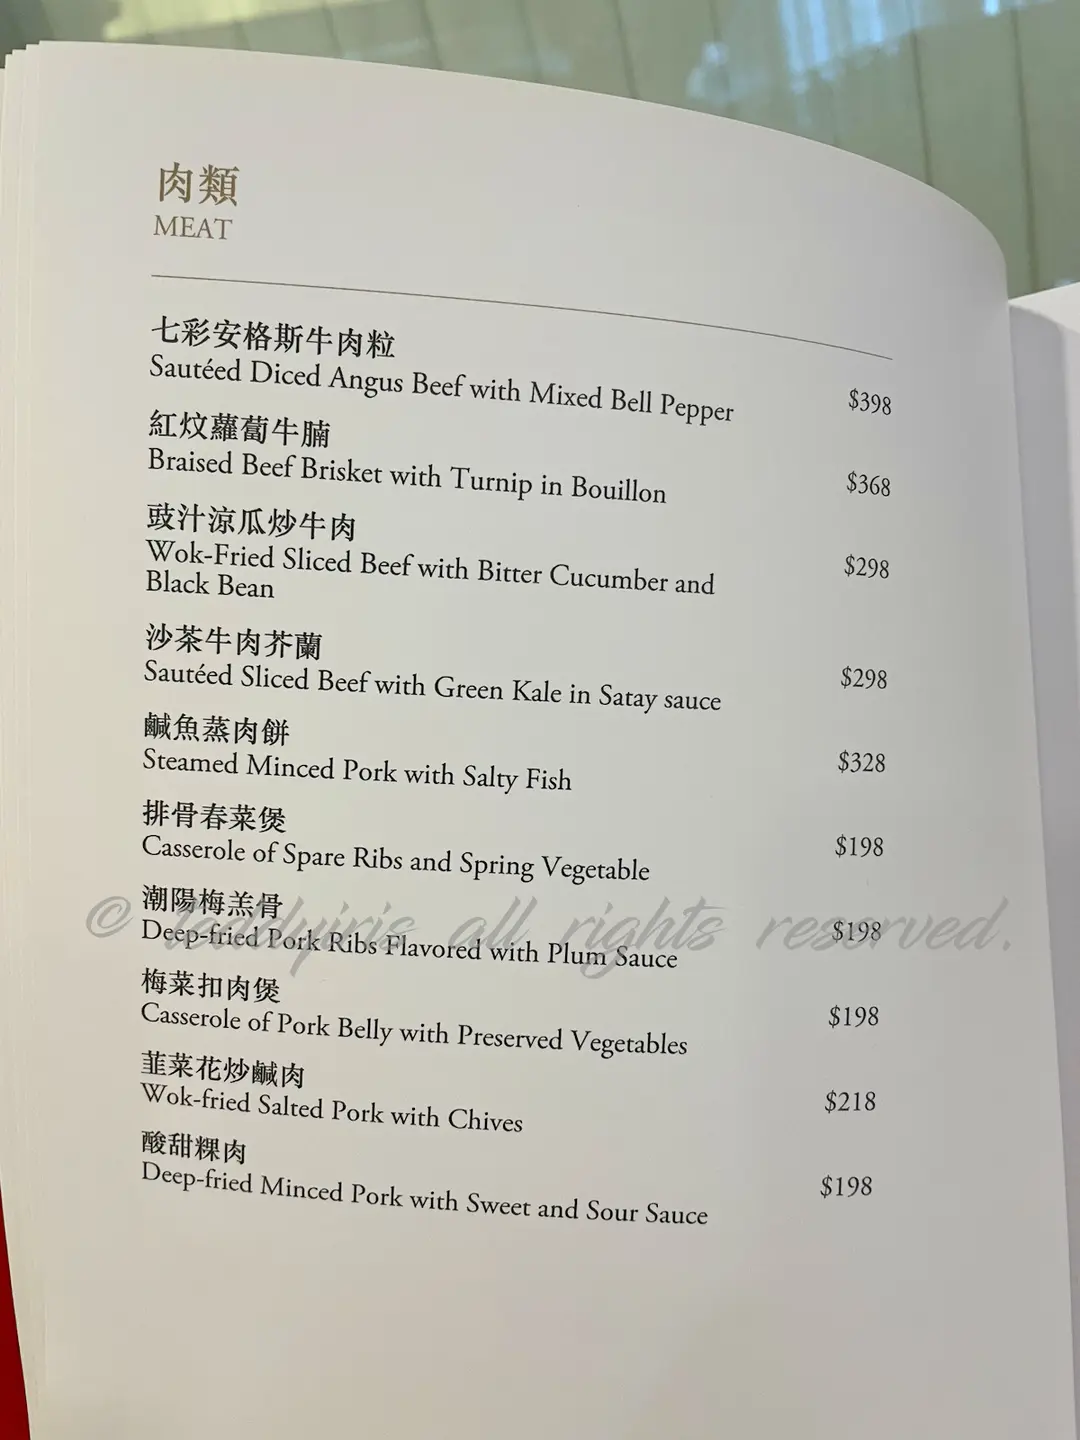 肉類
MEAT
七彩安格斯牛肉粒
Sautéed Diced Angus Beef with Mixed Bell Pepper $398
紅炆蘿蔔牛腩
Braised Beef Brisket with Turnip in Bouillon $368
豉汁涼瓜炒牛肉
Wok-Fried Sliced Beef with Bitter Cucumber and $298
Black Bean
沙茶牛肉芥蘭
Sautéed Sliced Beef with Green Kale in Satay sauce $298
鹹魚蒸肉餅
Steamed Minced Pork with Salty Fish $328
排骨春菜煲
Casserole of Spare Ribs and Spring Vegetable $198
潮陽梅羔骨
Deep-fried Pork Ribs Flavored with Plum Sauce $198
© teddyiris all rights reserved.
梅菜扣肉煲
Casserole of Pork Belly with Preserved Vegetables $198
韮菜花炒鹹肉
Wok-fried Salted Pork with Chives $218
酸甜粿肉
Deep-fried Minced Pork with Sweet and Sour Sauce $198